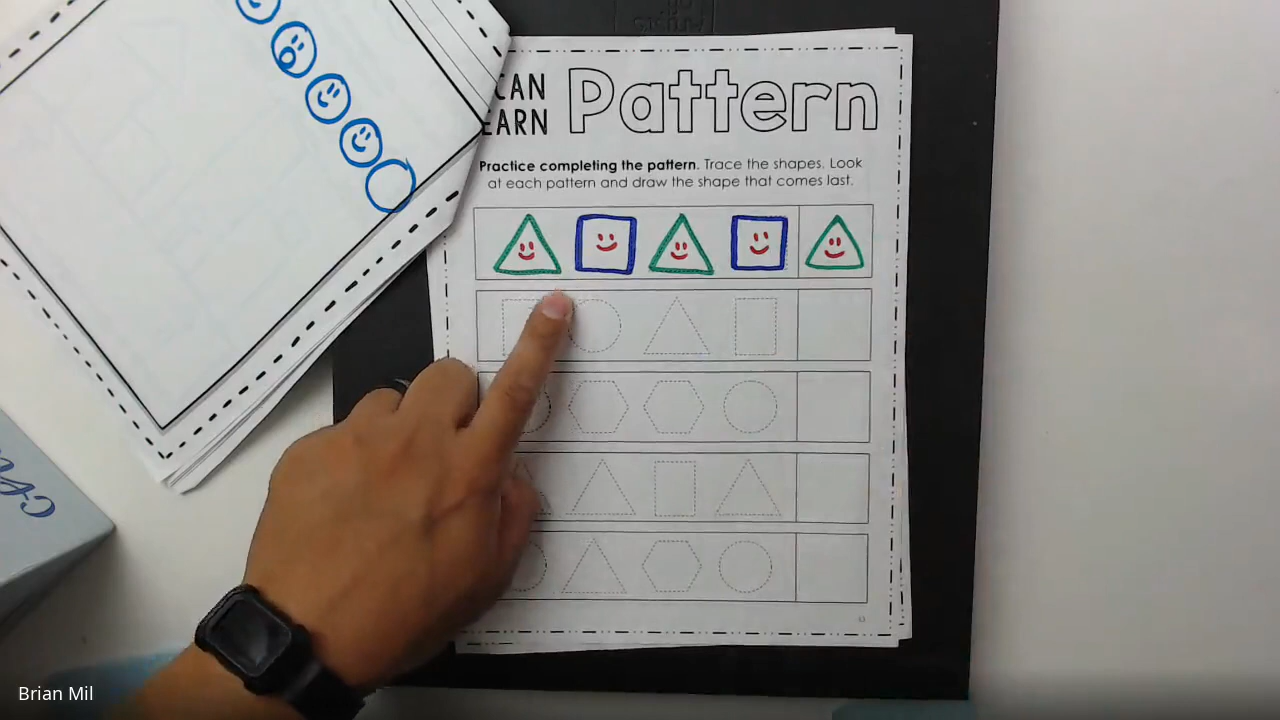 CAN
EARN
Pattern
Practice completing the pattern. Trace the shapes. Look
at each pattern and draw the shape that comes last.
Brian Mil